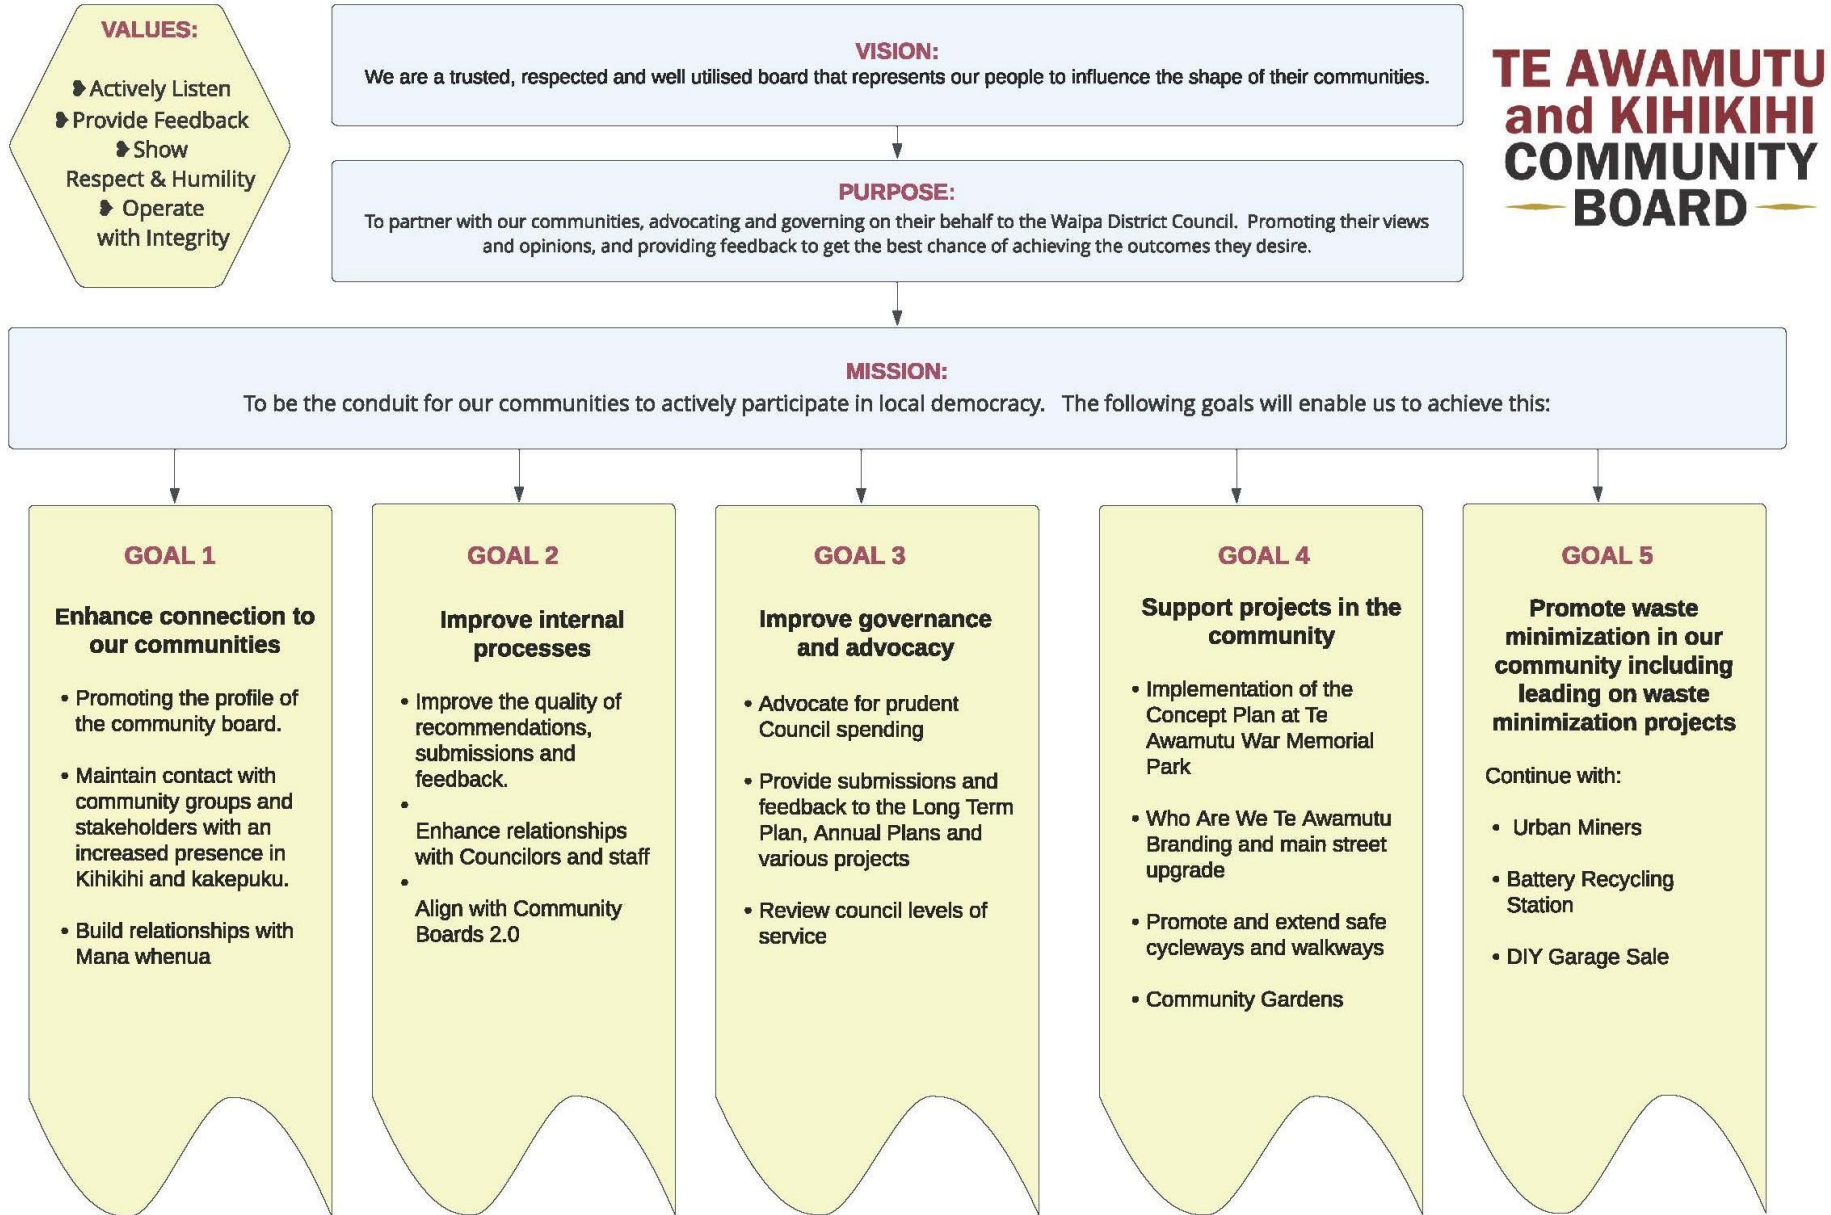 VALUES:
❥Actively Listen
❥Provide Feedback
❥Show
Respect & Humility
❥ Operate
with Integrity
VISION:
We are a trusted, respected and well utilised board that represents our people to influence the shape of their communities.
TE AWAMUTU
and KIHIKIHI
COMMUNITY
BOARD
PURPOSE:
To partner with our communities, advocating and governing on their behalf to the Waipa District Council.  Promoting their views
and opinions, and providing feedback to get the best chance of achieving the outcomes they desire.
MISSION:
To be the conduit for our communities to actively participate in local democracy.   The following goals will enable us to achieve this:
GOAL 1
Enhance connection to
our communities
• Promoting the profile of
the community board.
• Maintain contact with
community groups and
stakeholders with an
increased presence in
Kihikihi and kakepuku.
• Build relationships with
Mana whenua
GOAL 2
Improve internal
processes
• Improve the quality of
recommendations,
submissions and
feedback.
•
Enhance relationships
with Councilors and staff
•
Align with Community
Boards 2.0
GOAL 3
Improve governance
and advocacy
• Advocate for prudent
Council spending
• Provide submissions and
feedback to the Long Term
Plan, Annual Plans and
various projects
• Review council levels of
service
GOAL 4
Support projects in the
community
• Implementation of the
Concept Plan at Te
Awamutu War Memorial
Park
• Who Are We Te Awamutu
Branding and main street
upgrade
• Promote and extend safe
cycleways and walkways
• Community Gardens
GOAL 5
Promote waste
minimization in our
community including
leading on waste
minimization projects
Continue with:
• Urban Miners
• Battery Recycling
Station
• DIY Garage Sale